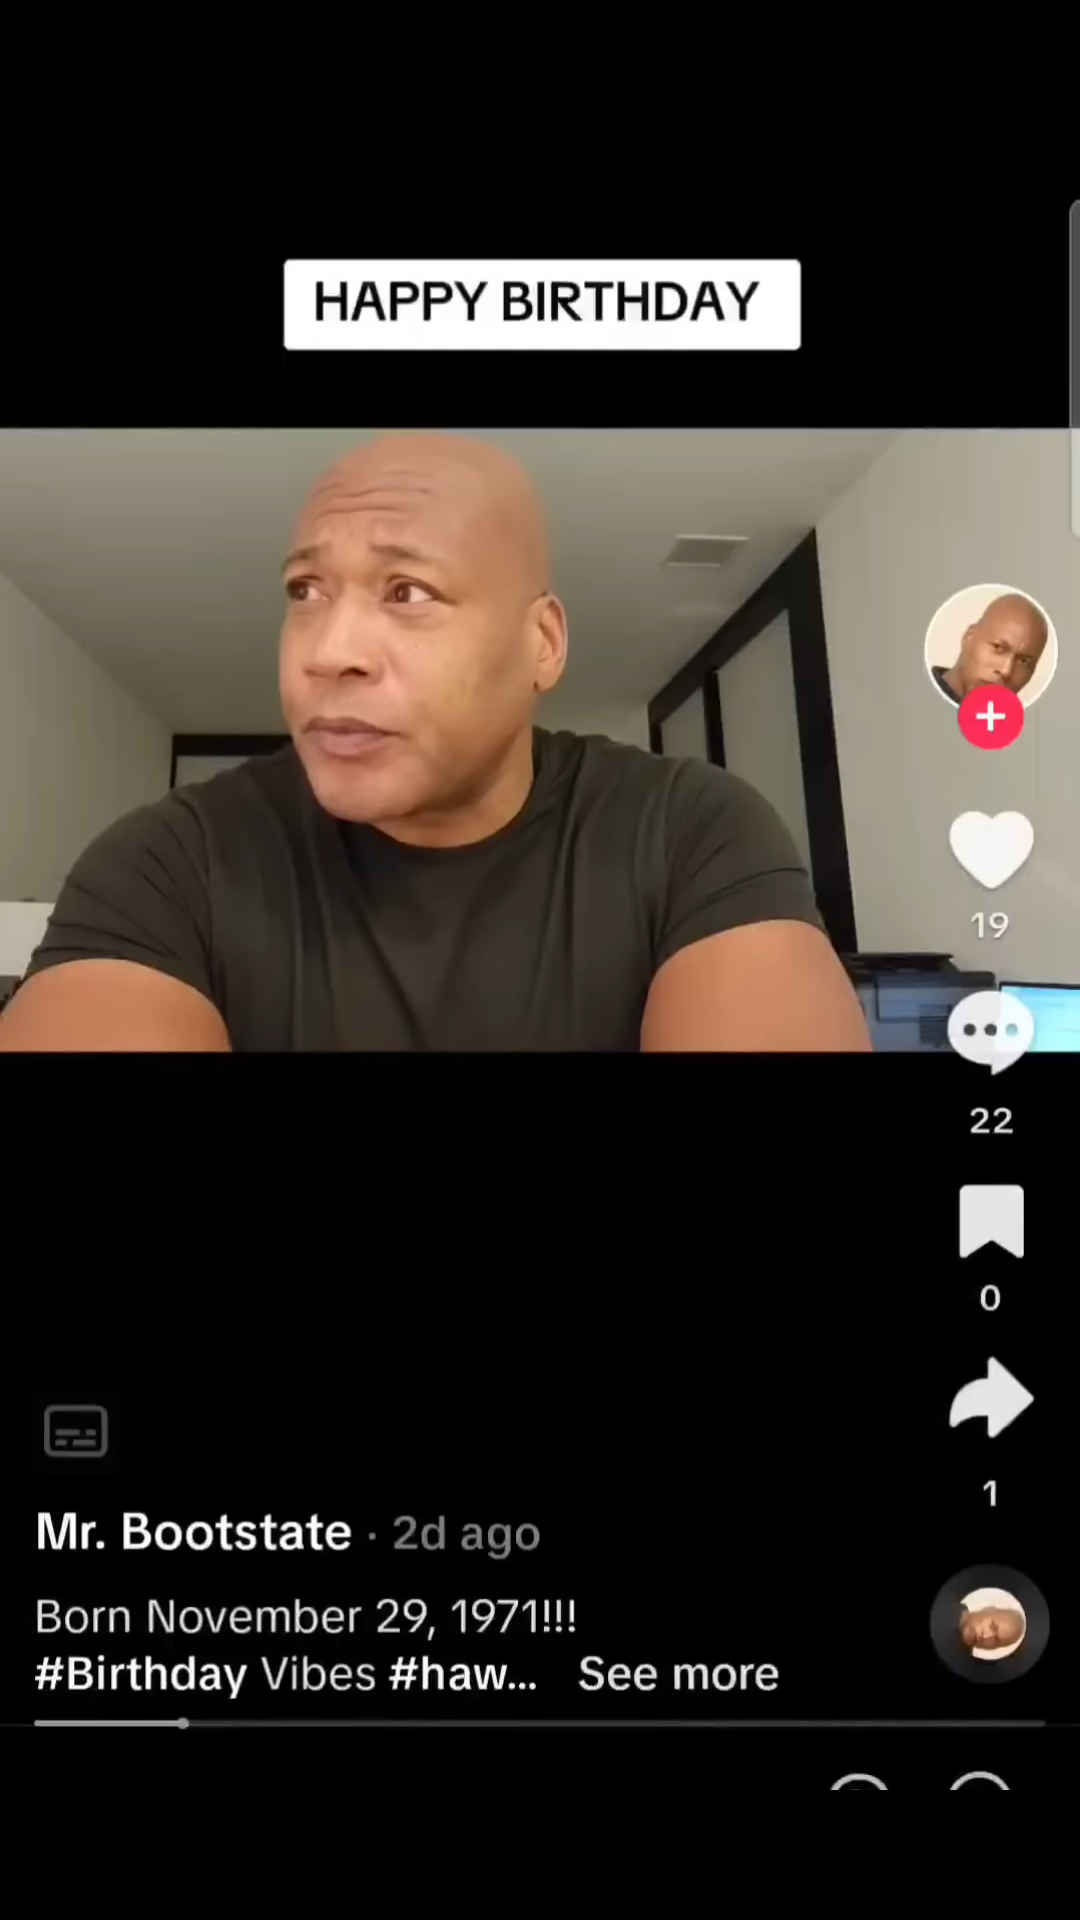 HAPPY BIRTHDAY
19
22
0
1
Mr. Bootstate · 2d ago
Born November 29, 1971!!!
#Birthday Vibes #haw... See more